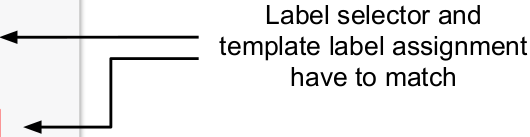 Label selector and
template label assignment
have to match